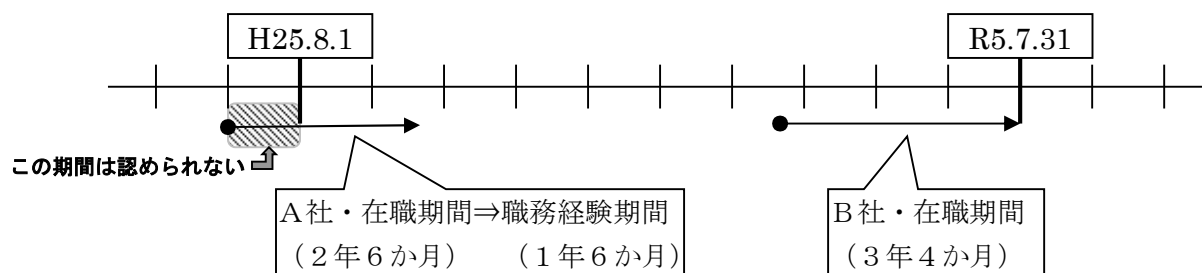 H25.8.1
R5.7.31
この期間は認められない
A社・在職期間⇒職務経験期間
(2年6か月) (1年6か月)
B社・在職期間
(3年4か月)